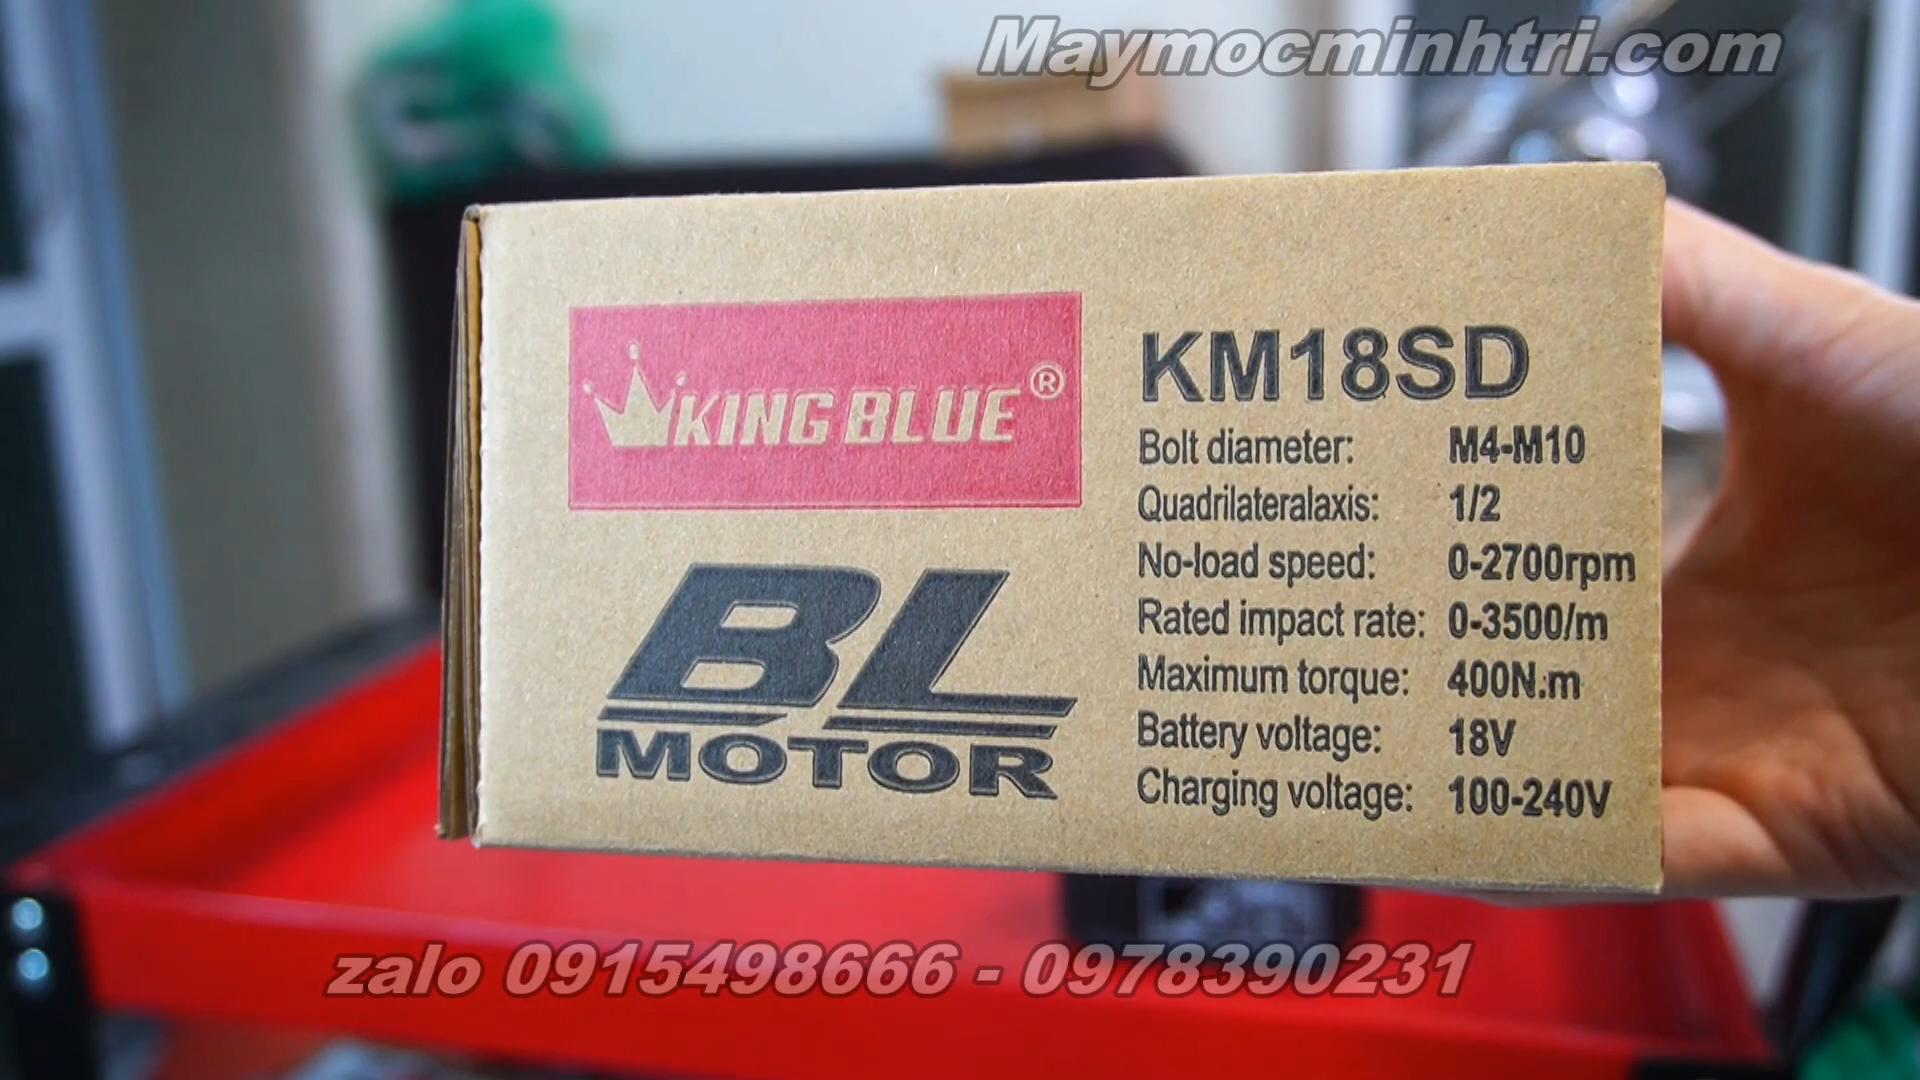 Maymocminhtri.com
KING BLUE ®
BL
MOTOR
KM18SD
Bolt diameter: M4-M10
Quadrilateralaxis: 1/2
No-load speed: 0-2700rpm
Rated impact rate: 0-3500/m
Maximum torque: 400N.m
Battery voltage: 18V
Charging voltage: 100-240V
zalo 0915498666 - 0978390231